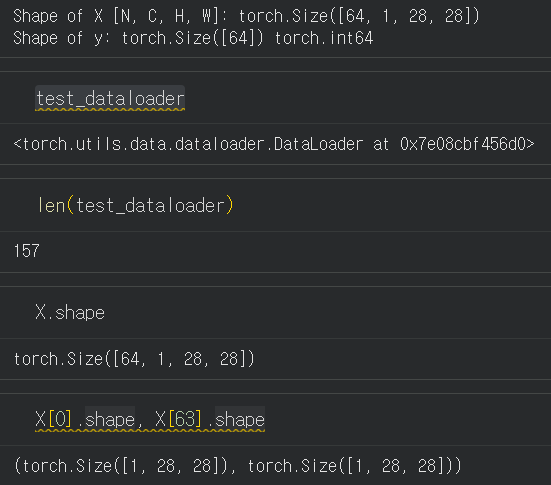 Shape of X [N, C, H, W]: torch.Size([64, 1, 28, 28])
Shape of y: torch.Size([64]) torch.int64
test_dataloader
<torch.utils.data.dataloader.DataLoader at 0x7e08cbf456d0>
len(test_dataloader)
157
X.shape
torch.Size([64, 1, 28, 28])
X[0].shape, X[63].shape
(torch.Size([1, 28, 28]), torch.Size([1, 28, 28]))